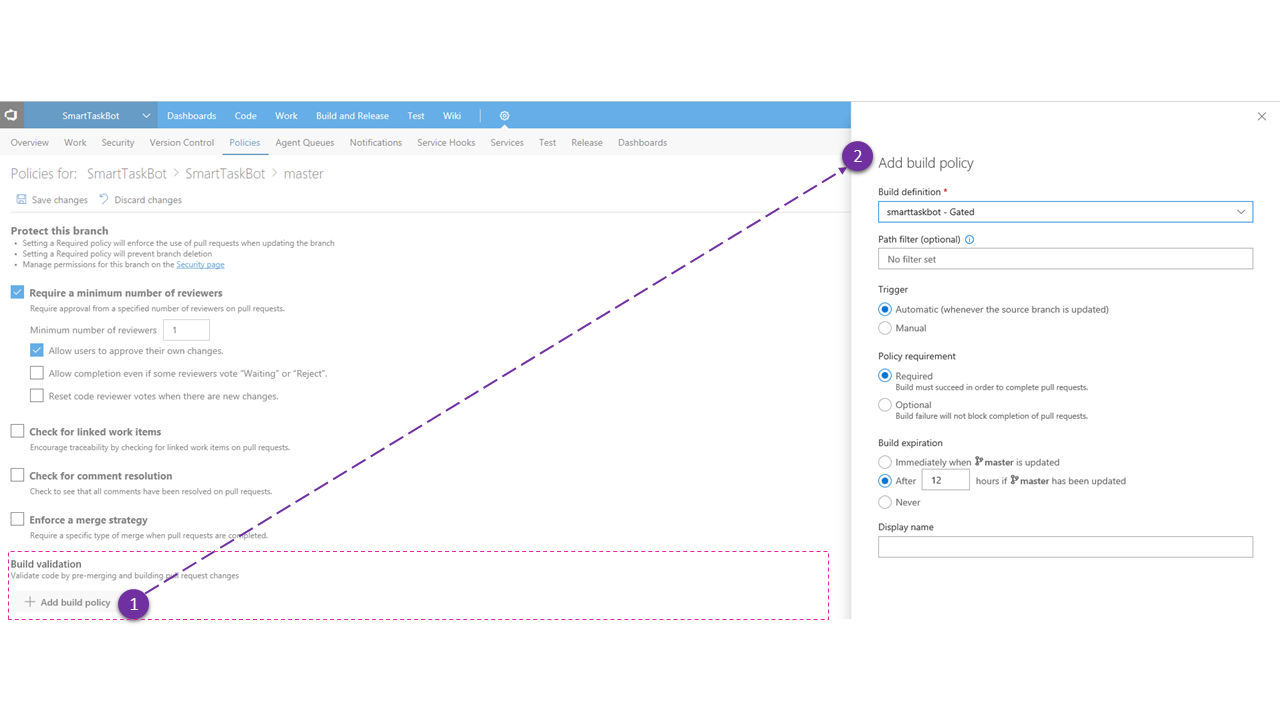 SmartTaskBot Dashboards Code Work Build and Release Test Wiki
Overview Work Security Version Control Policies Agent Queues Notifications Service Hooks Services Test Release Dashboards
Policies for: SmartTaskBot > SmartTaskBot > master
Save changes Discard changes
Protect this branch
• Setting a Required policy will enforce the use of pull requests when updating the branch
• Setting a Required policy will prevent branch deletion
• Manage permissions for this branch on the Security page
Require a minimum number of reviewers
Require approval from a specified number of reviewers on pull requests.
Minimum number of reviewers 1
Allow users to approve their own changes.
Allow completion even if some reviewers vote “Waiting” or “Reject”.
Reset code reviewer votes when there are new changes.
Check for linked work items
Encourage traceability by checking for linked work items on pull requests.
Check for comment resolution
Check to see that all comments have been resolved on pull requests.
Enforce a merge strategy
Require a specific type of merge when pull requests are completed.
Build validation
Validate code by pre-merging and building pull request changes
+ Add build policy 1
2
Add build policy
Build definition *
smarttaskbot - Gated
Path filter (optional)
No filter set
Trigger
Automatic (whenever the source branch is updated)
Manual
Policy requirement
Required
Build must succeed in order to complete pull requests.
Optional
Build failure will not block completion of pull requests.
Build expiration
Immediately when master is updated
After 12 hours if master has been updated
Never
Display name